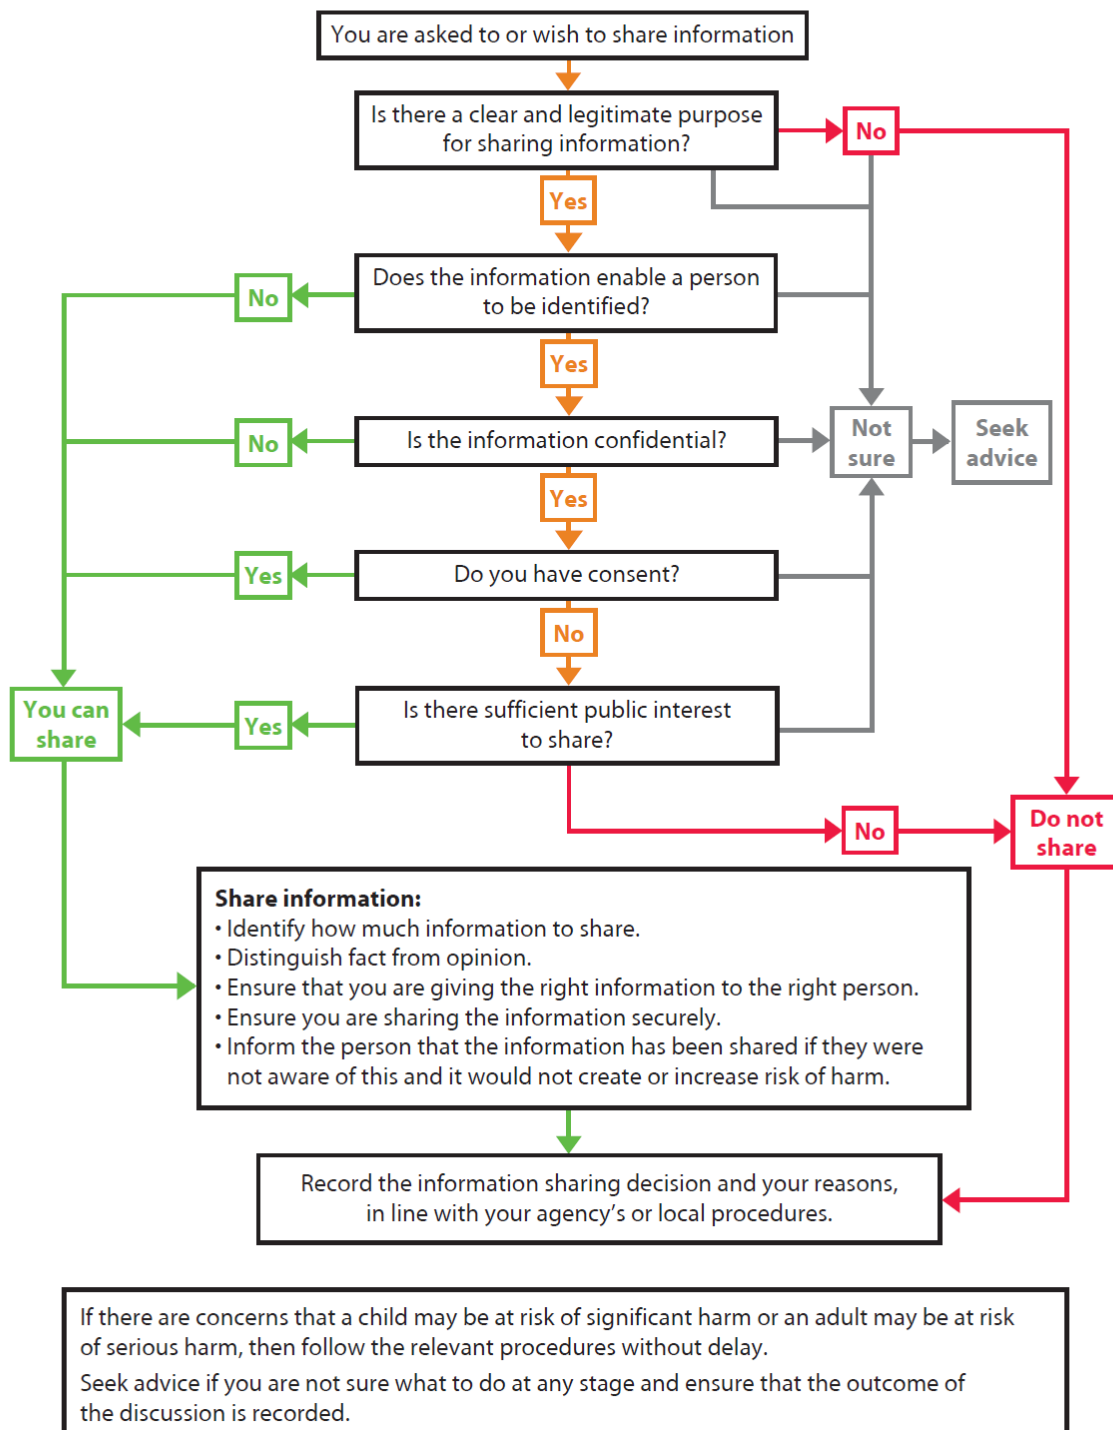 You are asked to or wish to share information
Is there a clear and legitimate purpose
for sharing information?
No
Yes
Does the information enable a person
to be identified?
No
Yes
Is the information confidential?
No
Not
sure
Seek
advice
Yes
Do you have consent?
Yes
No
Is there sufficient public interest
to share?
Yes
You can
share
No
Do not
share
Share information:
• Identify how much information to share.
• Distinguish fact from opinion.
• Ensure that you are giving the right information to the right person.
• Ensure you are sharing the information securely.
• Inform the person that the information has been shared if they were
not aware of this and it would not create or increase risk of harm.
Record the information sharing decision and your reasons,
in line with your agency’s or local procedures.
If there are concerns that a child may be at risk of significant harm or an adult may be at risk
of serious harm, then follow the relevant procedures without delay.
Seek advice if you are not sure what to do at any stage and ensure that the outcome of
the discussion is recorded.